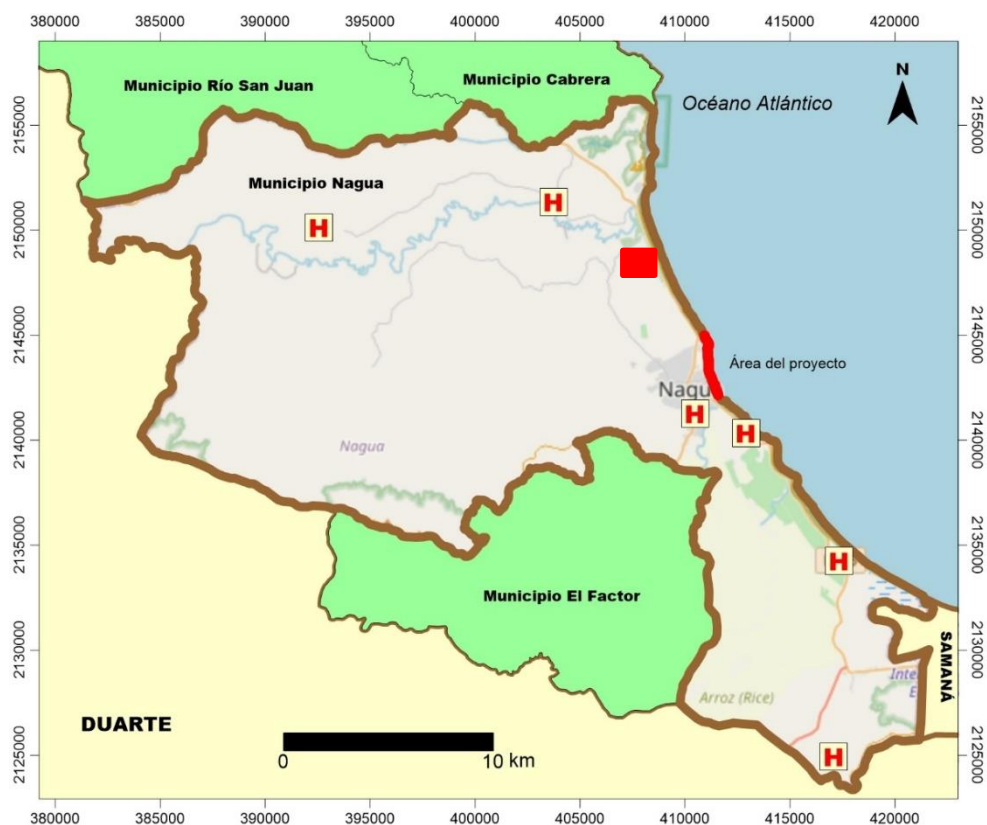 380000 385000 390000 395000 400000 405000 410000 415000 420000
Municipio Río San Juan
Municipio Cabrera
N
Océano Atlántico
2155000 2155000
Municipio Nagua
H
H
2150000 2150000
2145000 2145000
Área del proyecto
Nagu
H
H
2140000 2140000
Nagua
2135000 2135000
H
Municipio El Factor
2130000 2130000
SAMANÁ
Inte
E
Arroz (Rice)
DUARTE
0 10 km
2125000 2125000
H
380000 385000 390000 395000 400000 405000 410000 415000 420000